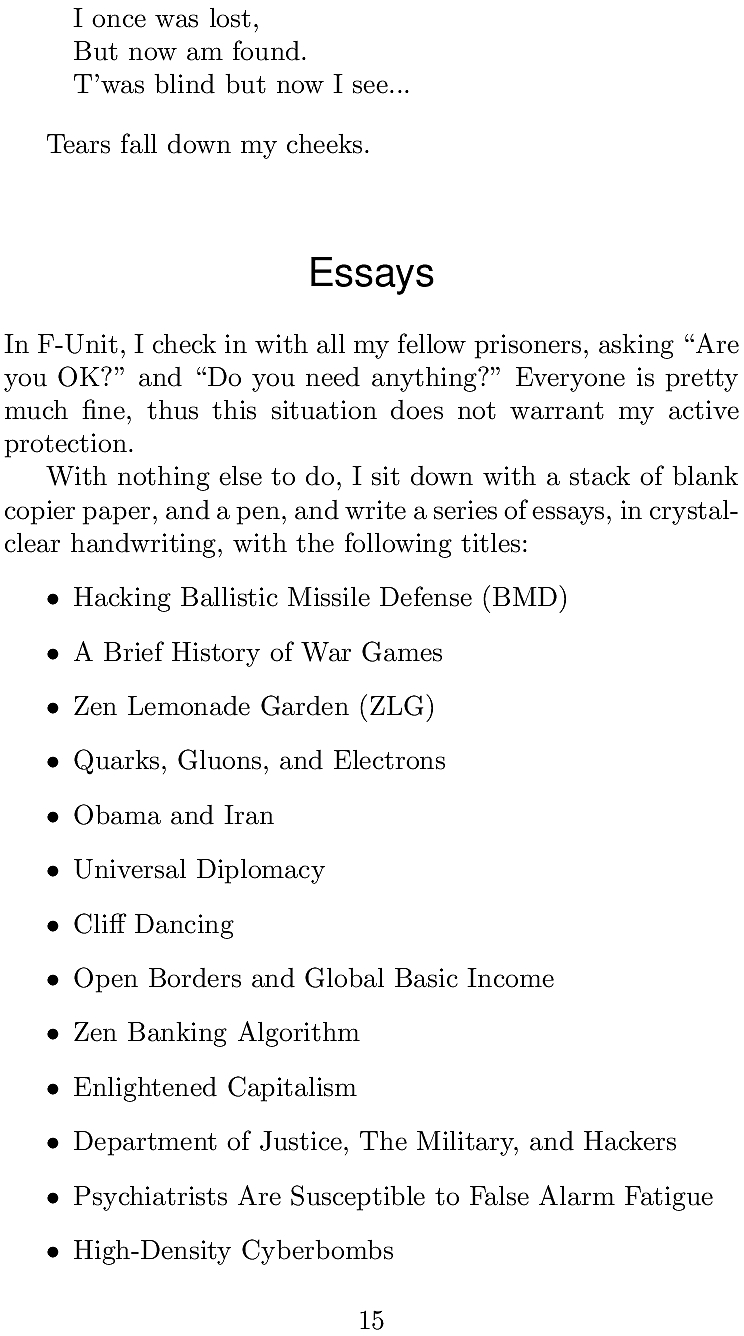 I once was lost,
But now am found.
T’was blind but now I see...
Tears fall down my cheeks.
Essays
In F-Unit, I check in with all my fellow prisoners, asking “Are
you OK?” and “Do you need anything?” Everyone is pretty
much fine, thus this situation does not warrant my active
protection.
With nothing else to do, I sit down with a stack of blank
copier paper, and a pen, and write a series of essays, in crystal-
clear handwriting, with the following titles:
• Hacking Ballistic Missile Defense (BMD)
• A Brief History of War Games
• Zen Lemonade Garden (ZLG)
• Quarks, Gluons, and Electrons
• Obama and Iran
• Universal Diplomacy
• Cliff Dancing
• Open Borders and Global Basic Income
• Zen Banking Algorithm
• Enlightened Capitalism
• Department of Justice, The Military, and Hackers
• Psychiatrists Are Susceptible to False Alarm Fatigue
• High-Density Cyberbombs
15